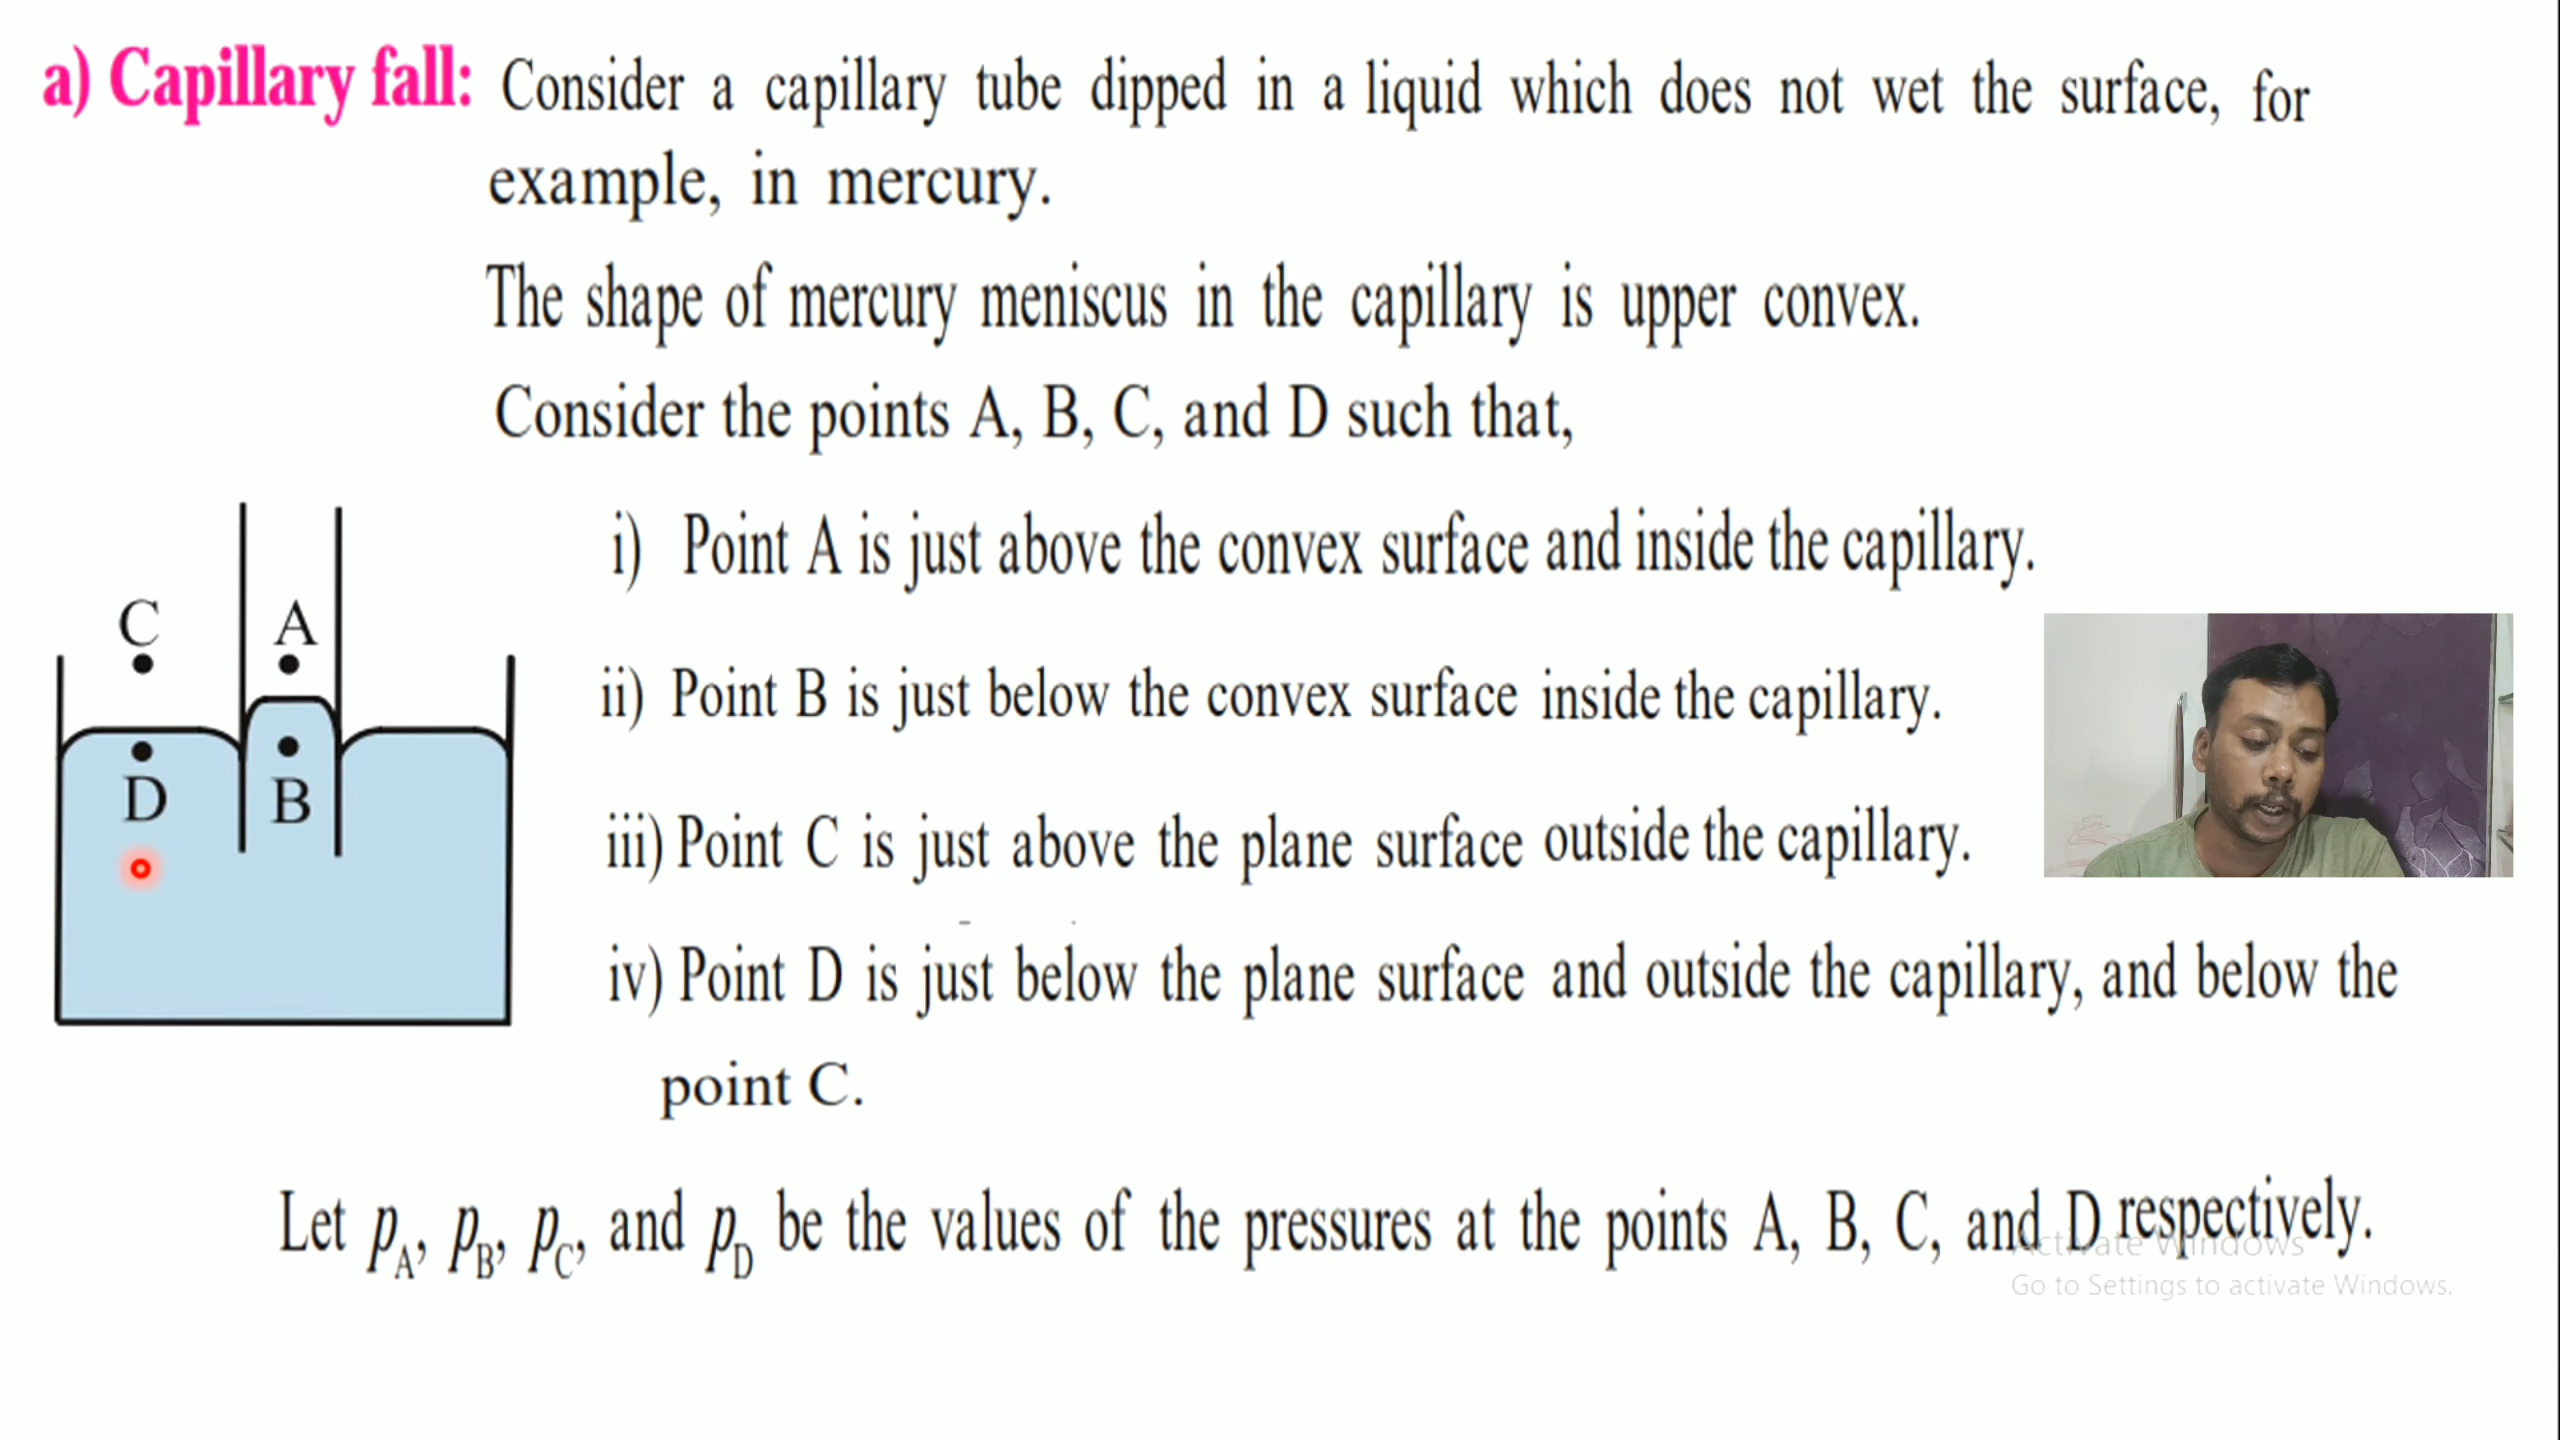 a) Capillary fall: Consider a capillary tube dipped in a liquid which does not wet the surface, for
example, in mercury.
The shape of mercury meniscus in the capillary is upper convex.
Consider the points A, B, C, and D such that,
i) Point A is just above the convex surface and inside the capillary.
C A
ii) Point B is just below the convex surface inside the capillary.
D B
iii) Point C is just above the plane surface outside the capillary.
iv) Point D is just below the plane surface and outside the capillary, and below the
point C.
Let pA, pB, pC, and pD be the values of the pressures at the points A, B, C, and D respectively.
Activate Windows
Go to Settings to activate Windows.